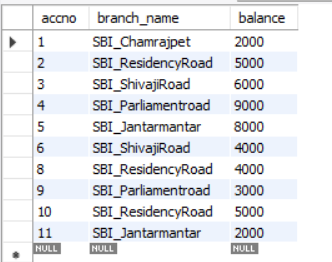 accno branch_name balance
1 SBI_Chamrajpet 2000
2 SBI_ResidencyRoad 5000
3 SBI_ShivajiRoad 6000
4 SBI_Parliamentroad 9000
5 SBI_Jantarmantar 8000
6 SBI_ShivajiRoad 4000
8 SBI_ResidencyRoad 4000
9 SBI_Parliamentroad 3000
10 SBI_ResidencyRoad 5000
11 SBI_Jantarmantar 2000
NULL NULL NULL